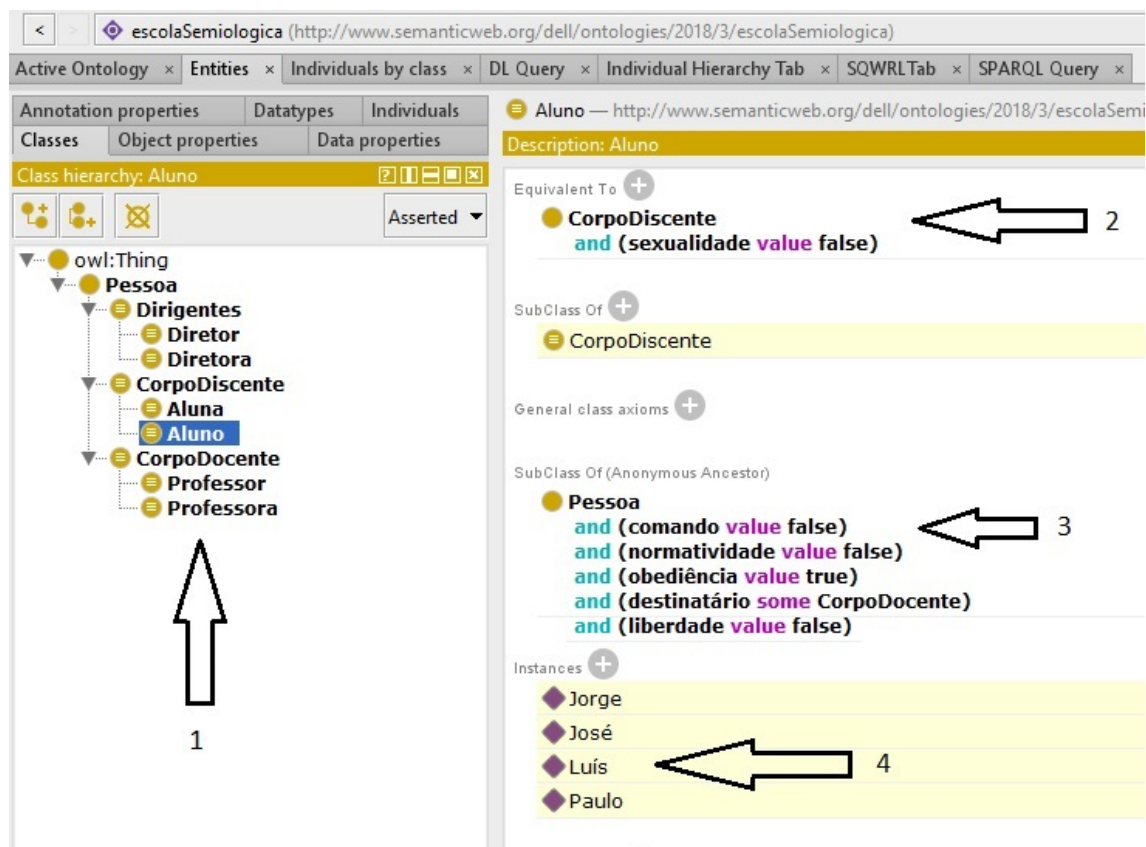 < > escolaSemiologica (http://www.semanticweb.org/dell/ontologies/2018/3/escolaSemiologica)
Active Ontology × Entities × Individuals by class × DL Query × Individual Hierarchy Tab × SQWRLTab × SPARQL Query ×
Annotation properties Datatypes Individuals
Classes Object properties Data properties
Class hierarchy: Aluno
Asserted
owl:Thing
Pessoa
Dirigentes
Diretor
Diretora
CorpoDiscente
Aluna
Aluno
CorpoDocente
Professor
Professora
1
Aluno — http://www.semanticweb.org/dell/ontologies/2018/3/escolaSemi
Description: Aluno
Equivalent To
CorpoDiscente
and (sexualidade value false)
2
SubClass Of
CorpoDiscente
General class axioms
SubClass Of (Anonymous Ancestor)
Pessoa
and (comando value false)
3
and (normatividade value false)
and (obediência value true)
and (destinatário some CorpoDocente)
and (liberdade value false)
Instances
Jorge
José
Luís
4
Paulo